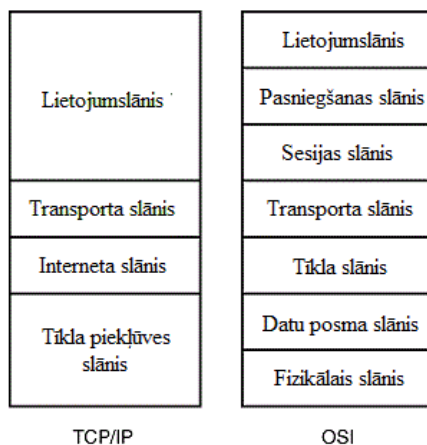 Lietojumslānis
Transporta slānis
Interneta slānis
Tīkla piekļūves
slānis
TCP/IP
Lietojumslānis
Pasniegšanas slānis
Sesijas slānis
Transporta slānis
Tīkla slānis
Datu posma slānis
Fizikālais slānis
OSI